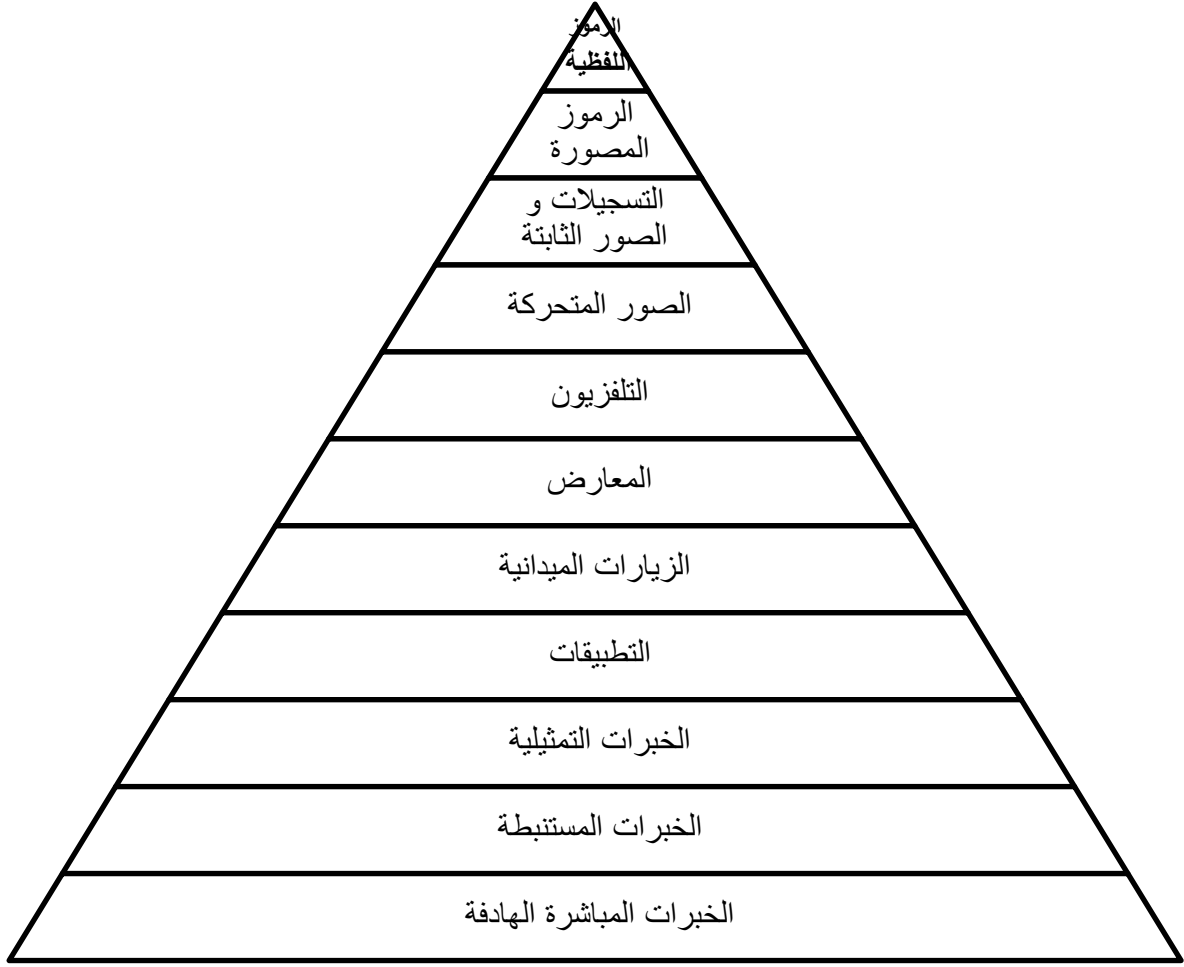 الرموز
اللفظية
الرموز
المصورة
التسجيلات و
الصور الثابتة
الصور المتحركة
التلفزيون
المعارض
الزيارات الميدانية
التطبيقات
الخبرات التمثيلية
الخبرات المستنبطة
الخبرات المباشرة الهادفة